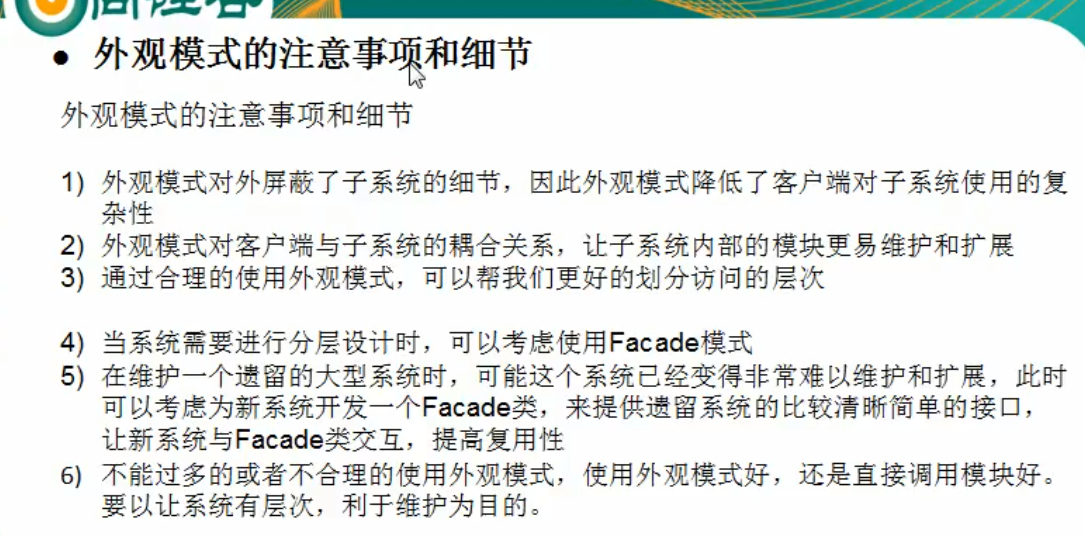 ● 外观模式的注意事项和细节
外观模式的注意事项和细节
1) 外观模式对外屏蔽了子系统的细节，因此外观模式降低了客户端对子系统使用的复
杂性
2) 外观模式对客户端与子系统的耦合关系，让子系统内部的模块更易维护和扩展
3) 通过合理的使用外观模式，可以帮我们更好的划分访问的层次
4) 当系统需要进行分层设计时，可以考虑使用Facade模式
5) 在维护一个遗留的大型系统时，可能这个系统已经变得非常难以维护和扩展，此时
可以考虑为新系统开发一个Facade类，来提供遗留系统的比较清晰简单的接口，
让新系统与Facade类交互，提高复用性
6) 不能过多的或者不合理的使用外观模式，使用外观模式好，还是直接调用模块好。
要以让系统有层次，利于维护为目的。